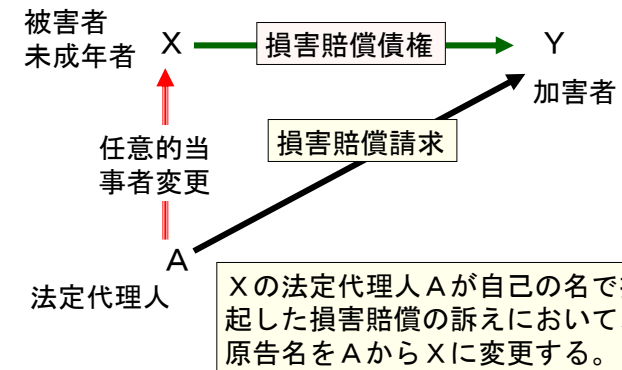 被害者
未成年者
X
損害賠償債権
Y
加害者
任意的当
事者変更
損害賠償請求
A
法定代理人
Xの法定代理人Aが自己の名で
起した損害賠償の訴えにおいて
原告名をAからXに変更する。